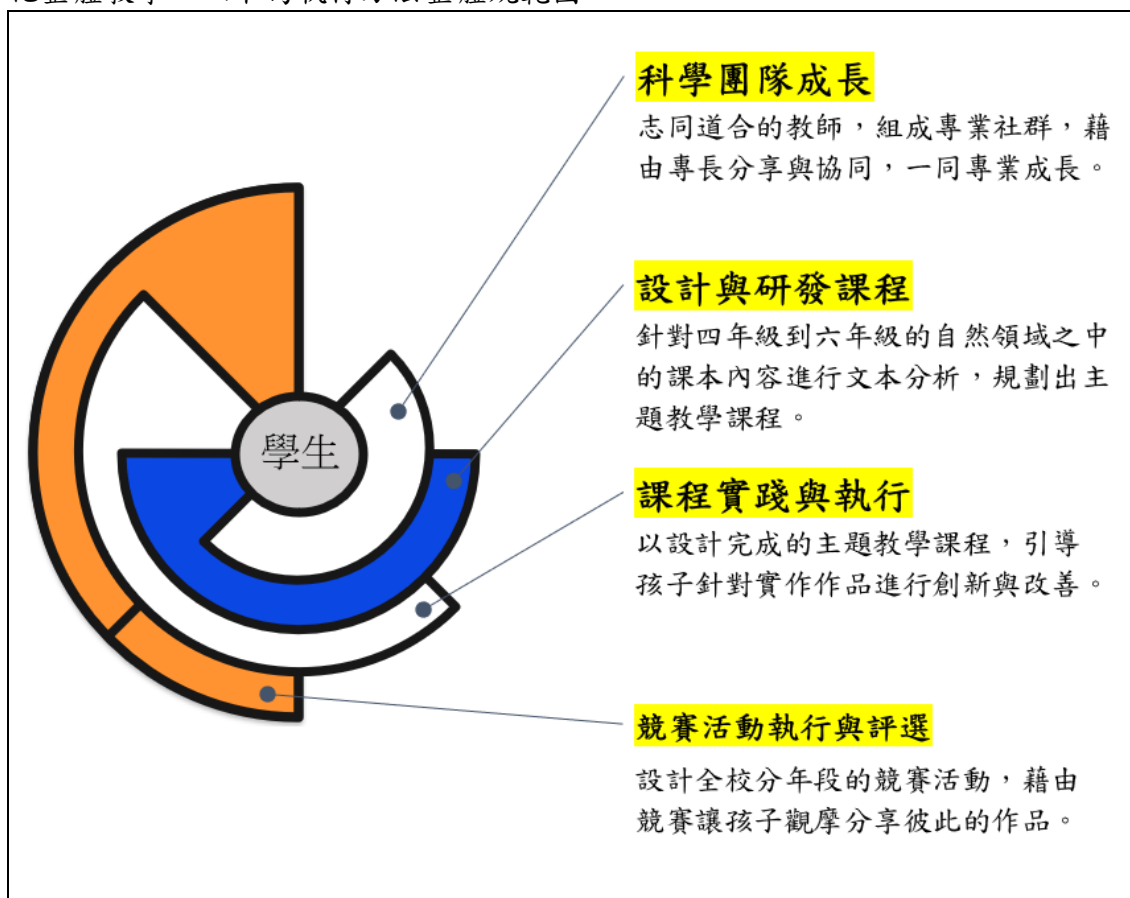 科學團隊成長
志同道合的教師，組成專業社群，藉
由專長分享與協同，一同專業成長。
設計與研發課程
針對四年級到六年級的自然領域之中
的課本內容進行文本分析，規劃出主
題教學課程。
學生
課程實踐與執行
以設計完成的主題教學課程，引導
孩子針對實作作品進行創新與改善。
競賽活動執行與評選
設計全校分年段的競賽活動，藉由
競賽讓孩子觀摩分享彼此的作品。